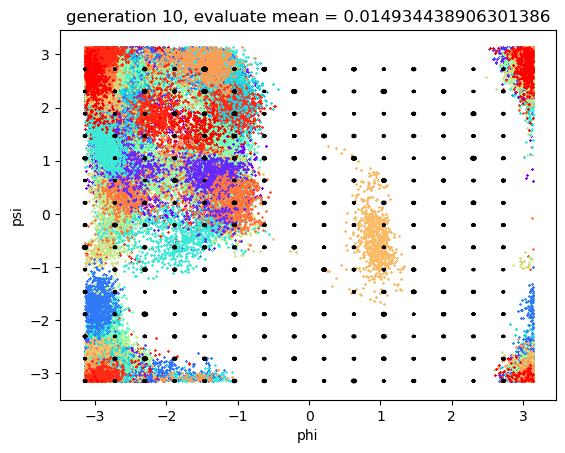 generation 10, evaluate mean = 0.014934438906301386
3
2
1
0
−1
−2
−3
psi
−3 −2 −1 0 1 2 3
phi